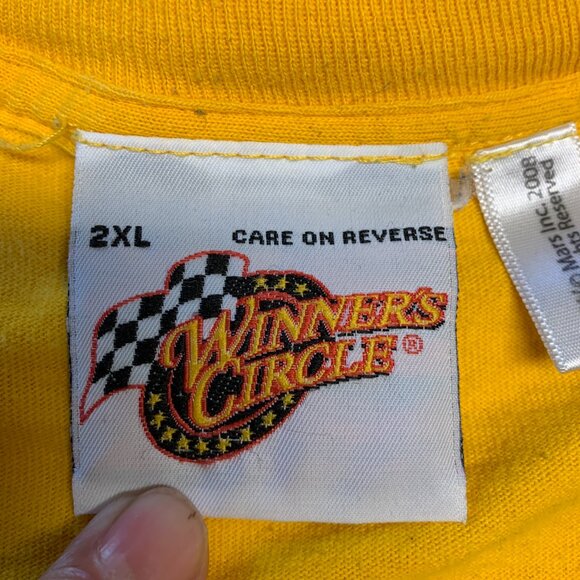 2XL
CARE ON REVERSE
WINNER'S
CIRCLE®
Mars Inc. 2008
Reserved